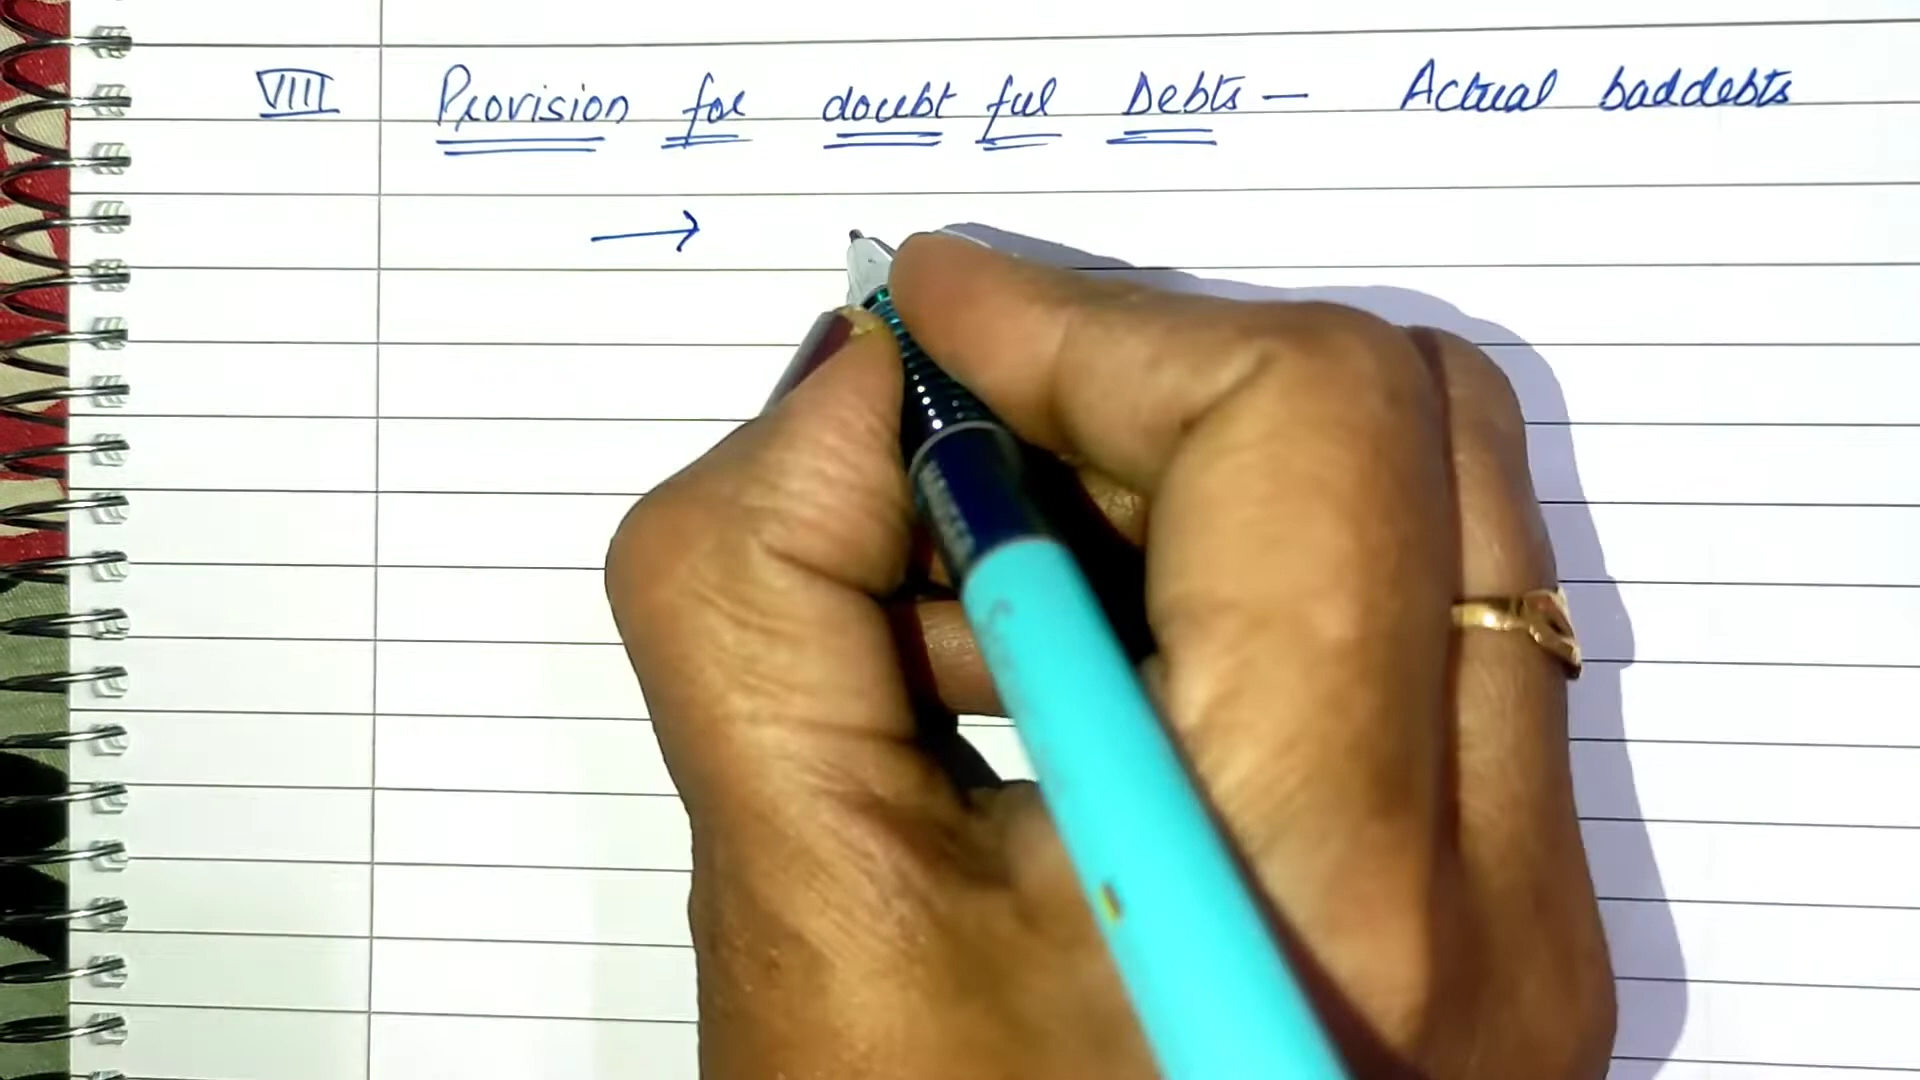 VIII Provision for doubt ful Debts — Actual baddebts
→